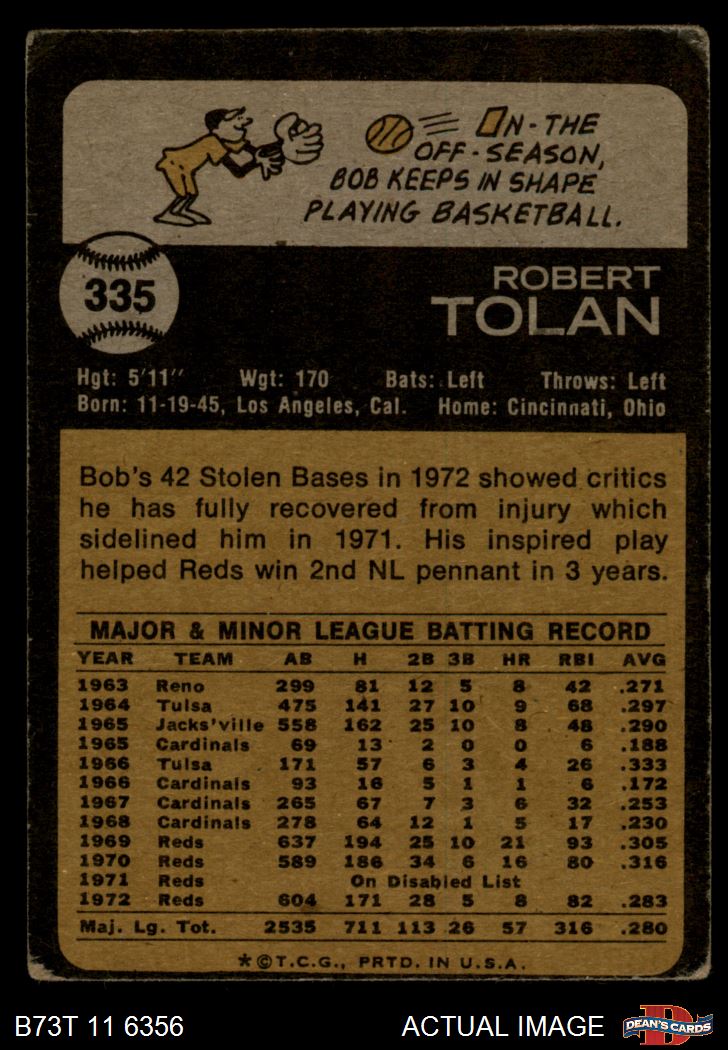 ON-THE
OFF-SEASON,
BOB KEEPS IN SHAPE
PLAYING BASKETBALL.
335
ROBERT
TOLAN
Hgt: 5'11" Wgt: 170 Bats: Left Throws: Left
Born: 11-19-45, Los Angeles, Cal. Home: Cincinnati, Ohio
Bob's 42 Stolen Bases in 1972 showed critics
he has fully recovered from injury which
sidelined him in 1971. His inspired play
helped Reds win 2nd NL pennant in 3 years.
MAJOR & MINOR LEAGUE BATTING RECORD
YEAR TEAM AB H 2B 3B HR RBI AVG
1963 Reno 299 81 12 5 8 42 .271
1964 Tulsa 475 141 27 10 9 68 .297
1965 Jacks'ville 558 162 25 10 8 48 .290
1965 Cardinals 69 13 2 0 0 6 .188
1966 Tulsa 171 57 6 3 4 26 .333
1966 Cardinals 93 16 5 1 1 6 .172
1967 Cardinals 265 67 7 3 6 32 .253
1968 Cardinals 278 64 12 1 5 17 .230
1969 Reds 637 194 25 10 21 93 .305
1970 Reds 589 186 34 6 16 80 .316
1971 Reds On Disabled List
1972 Reds 604 171 28 5 8 82 .283
Maj. Lg. Tot. 2535 711 113 26 57 316 .280
*©T.C.G., PRTD. IN U.S.A.
B73T 11 6356 ACTUAL IMAGE D DEAN'S CARDS